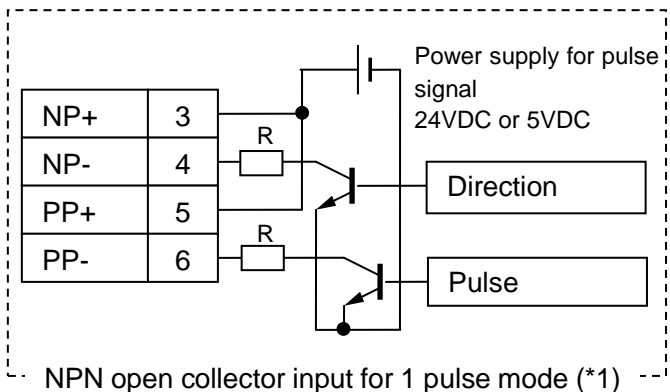 Power supply for pulse
signal
24VDC or 5VDC
NP+ 3
NP- 4
PP+ 5
PP- 6
R
R
Direction
Pulse
NPN open collector input for 1 pulse mode (*1)